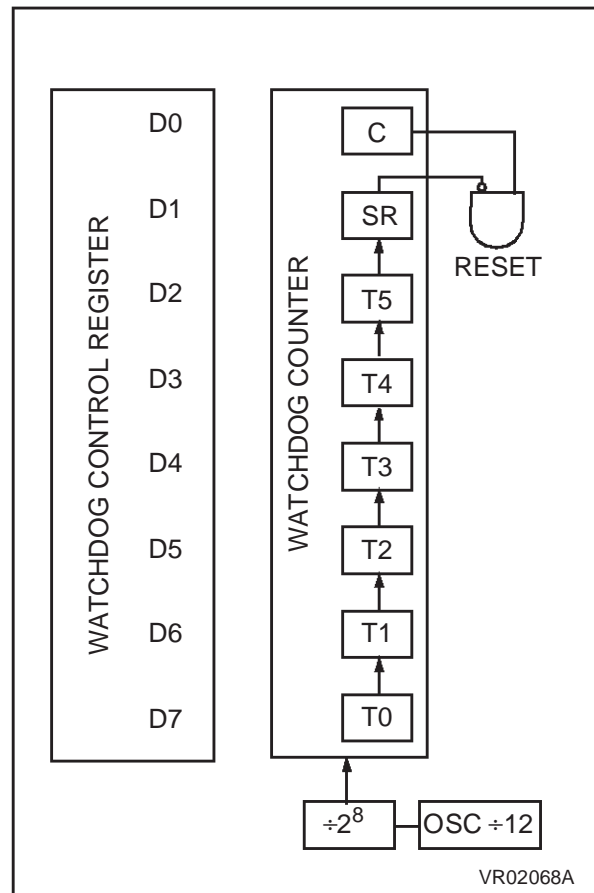 WATCHDOG CONTROL REGISTER
D0
D1
D2
D3
D4
D5
D6
D7
WATCHDOG COUNTER
C
SR
T5
T4
T3
T2
T1
T0
RESET
÷2⁸
OSC ÷12
VR02068A